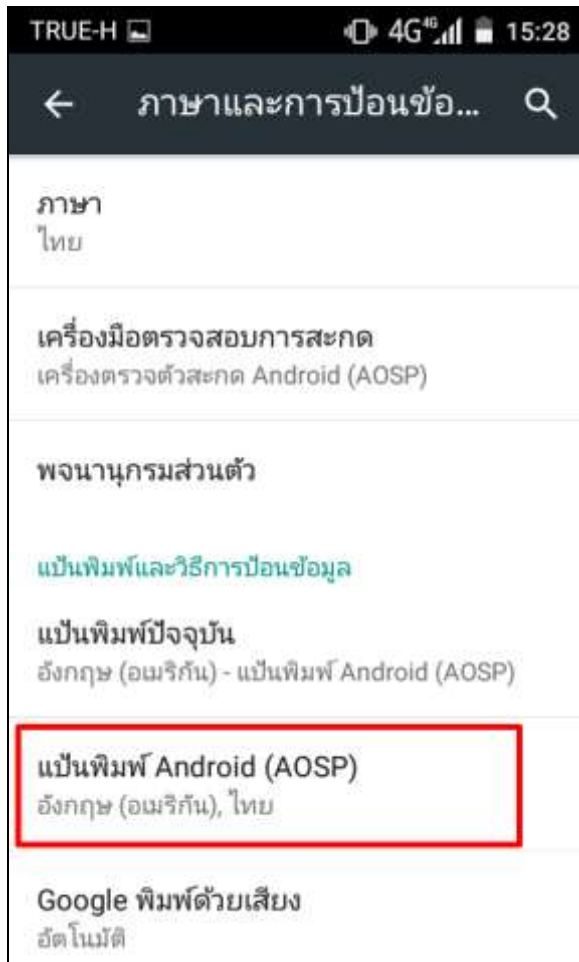 TRUE-H 4G 4G 15:28
ภาษาและการป้อนข้อ...
ภาษา
ไทย
เครื่องมือตรวจสอบการสะกด
เครื่องตรวจตัวสะกด Android (AOSP)
พจนานุกรมส่วนตัว
แป้นพิมพ์และวิธีการป้อนข้อมูล
แป้นพิมพ์ปัจจุบัน
อังกฤษ (อเมริกัน) - แป้นพิมพ์ Android (AOSP)
แป้นพิมพ์ Android (AOSP)
อังกฤษ (อเมริกัน), ไทย
Google พิมพ์ด้วยเสียง
อัตโนมัติ